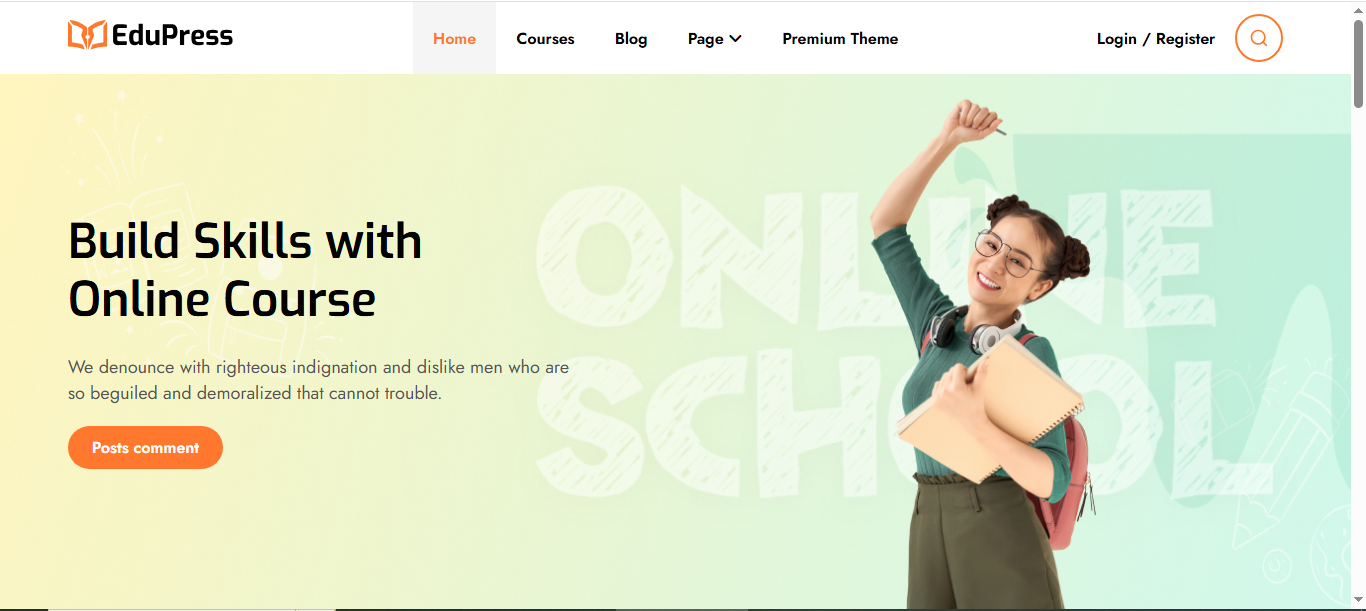 EduPress
Home
Courses
Blog
Page
Premium Theme
Login / Register
ONLINE
SCHOOL
Build Skills with
Online Course
We denounce with righteous indignation and dislike men who are
so beguiled and demoralized that cannot trouble.
Posts comment